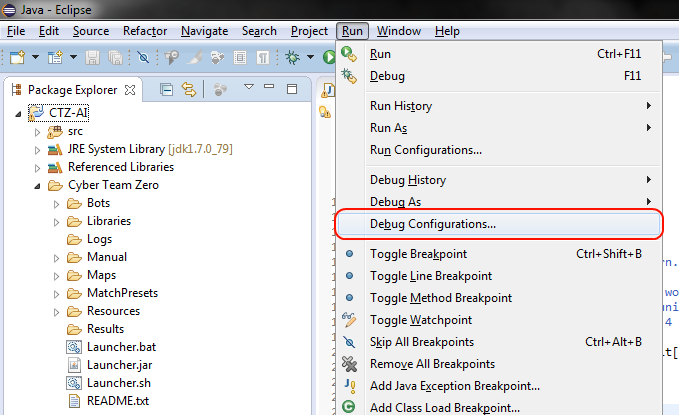 Java - Eclipse
File Edit Source Refactor Navigate Search Project Run Window Help
Package Explorer
CTZ-AI
src
JRE System Library [jdk1.7.0_79]
Referenced Libraries
Cyber Team Zero
Bots
Libraries
Logs
Manual
Maps
MatchPresets
Resources
Results
Launcher.bat
Launcher.jar
Launcher.sh
README.txt
Run Ctrl+F11
Debug F11
Run History
Run As
Run Configurations...
Debug History
Debug As
Debug Configurations...
Toggle Breakpoint Ctrl+Shift+B
Toggle Line Breakpoint
Toggle Method Breakpoint
Toggle Watchpoint
Skip All Breakpoints Ctrl+Alt+B
Remove All Breakpoints
Add Java Exception Breakpoint...
Add Class Load Breakpoint...